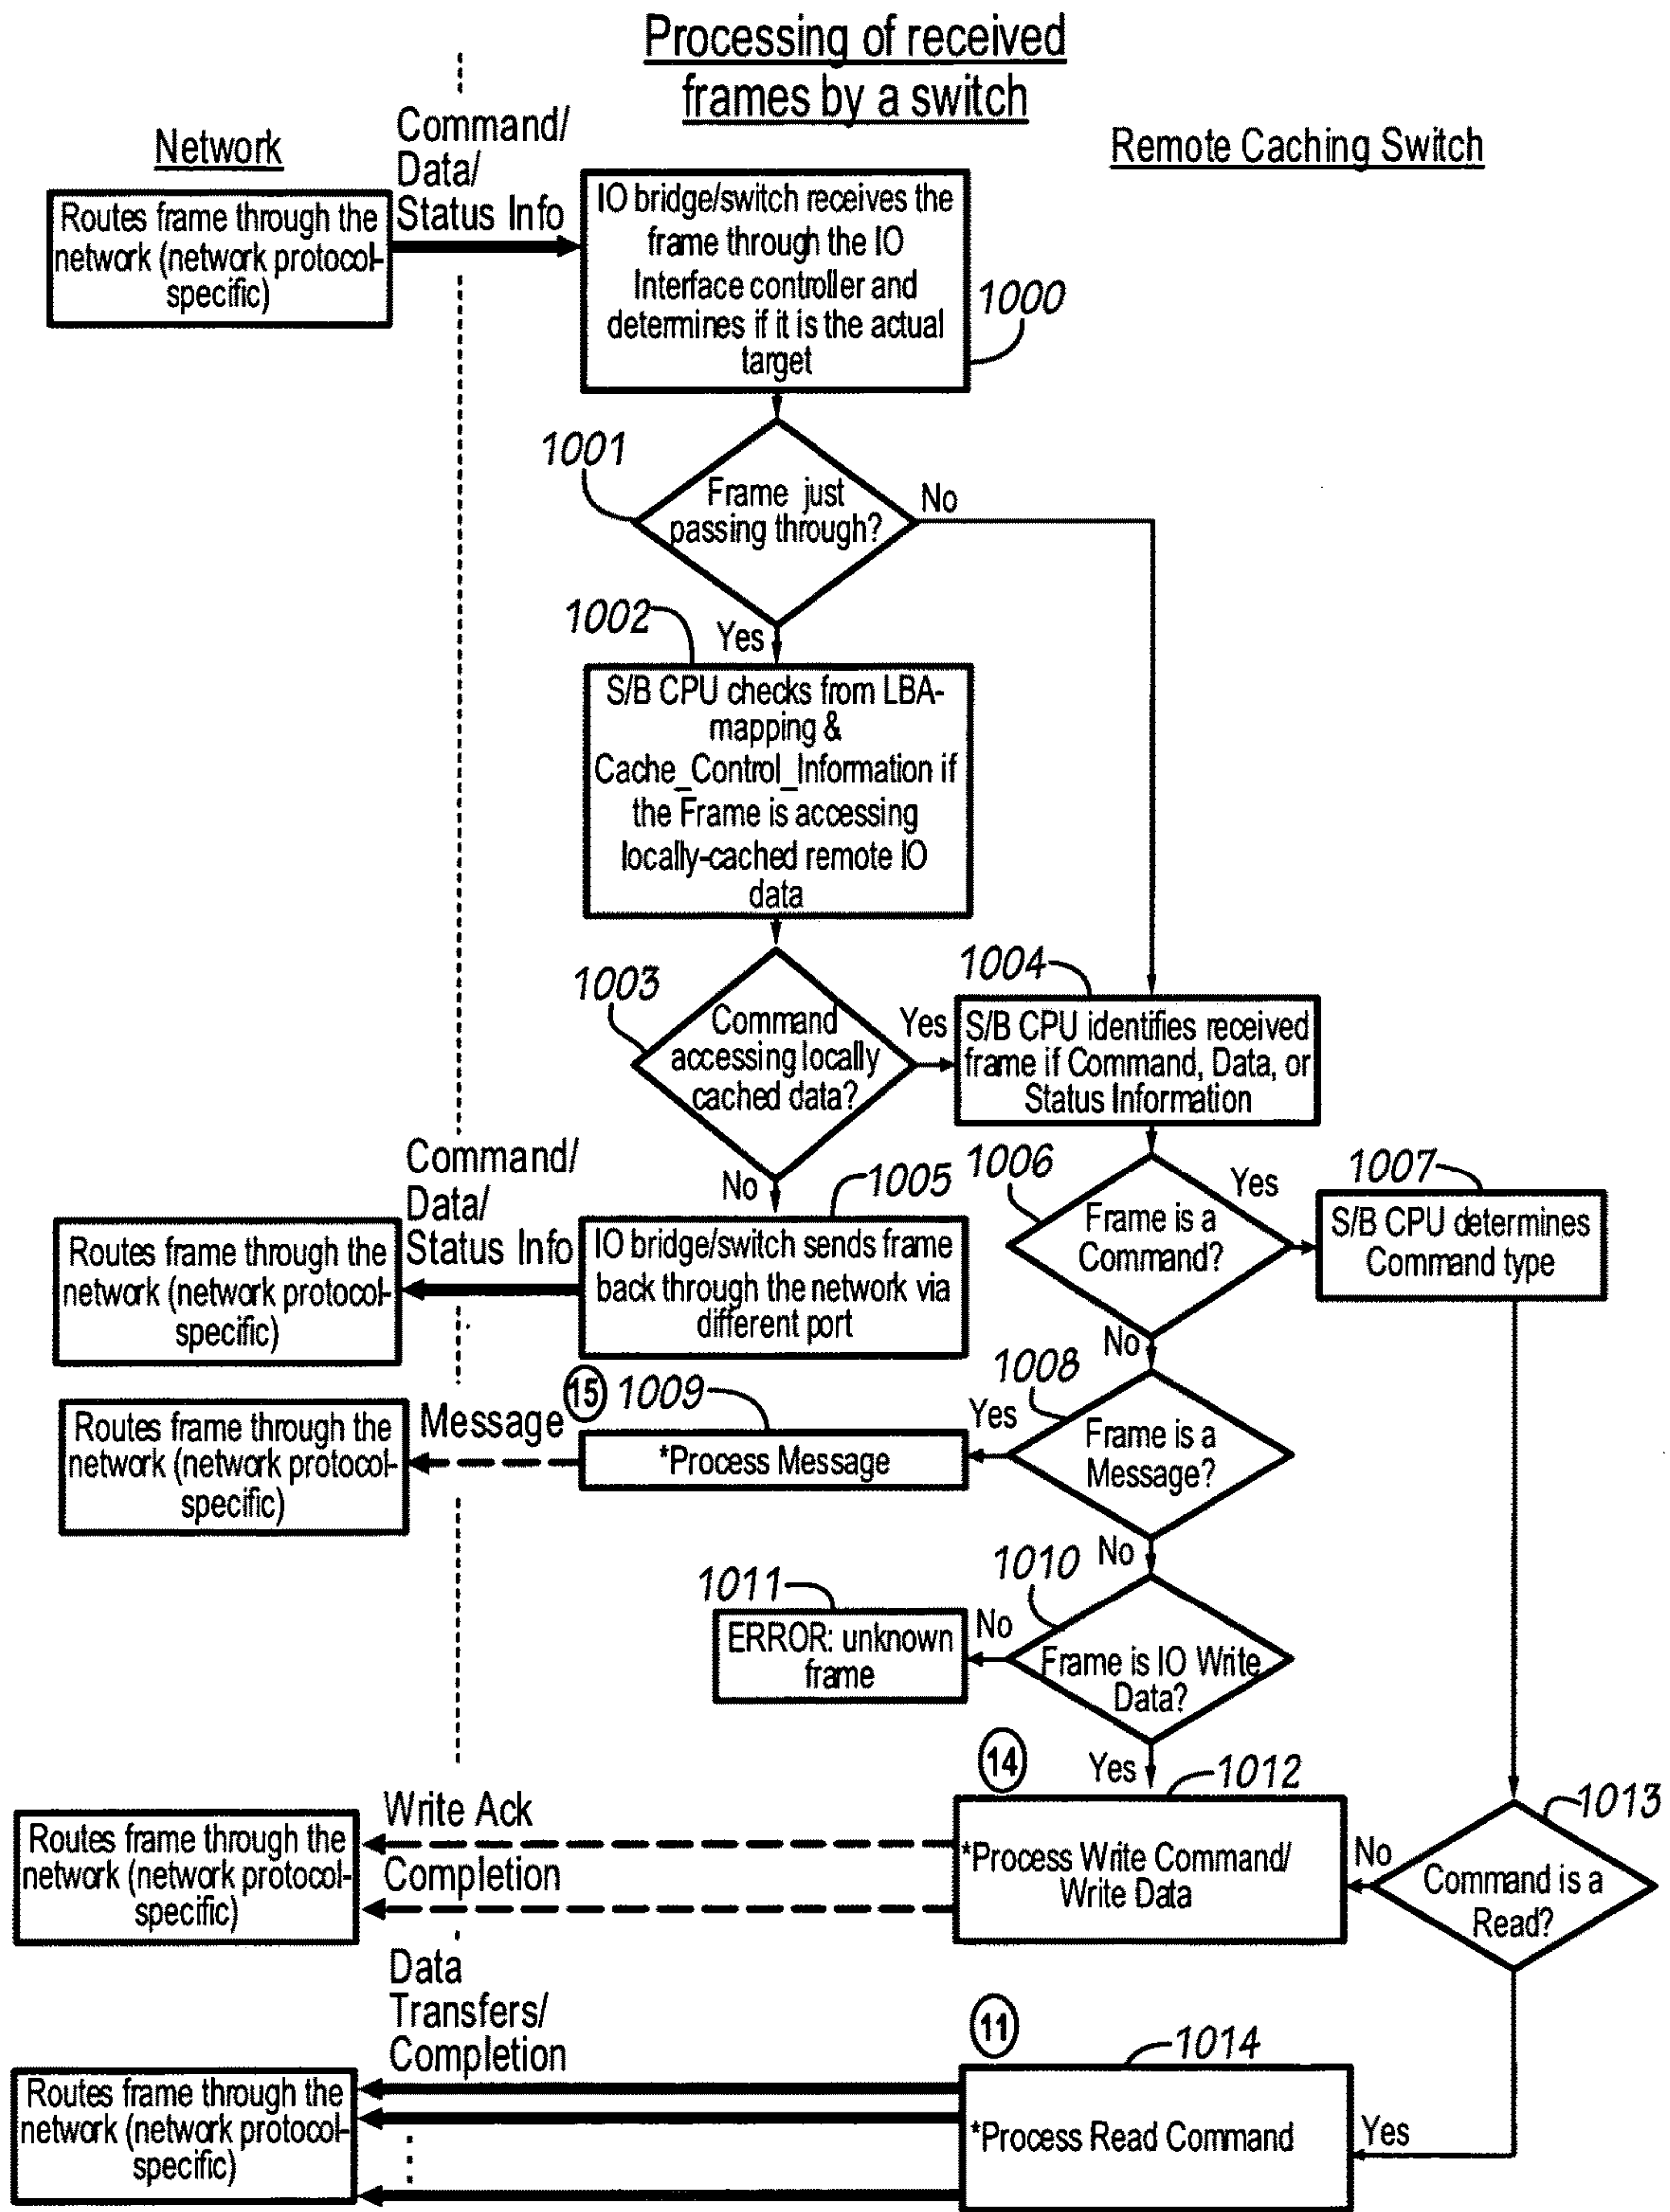 Processing of received
frames by a switch
Network
Command/
Data/
Status Info
Remote Caching Switch
Routes frame through the
network (network protocol-
specific)
IO bridge/switch receives the
frame through the IO
Interface controller and
determines if it is the actual
target
1000
1001
Frame just
passing through?
No
1002
Yes
S/B CPU checks from LBA-
mapping &
Cache_Control_Information if
the Frame is accessing
locally-cached remote IO
data
1003
Command
accessing locally
cached data?
Yes
1004
S/B CPU identifies received
frame if Command, Data, or
Status Information
No
1005
Command/
Data/
Status Info
Routes frame through the
network (network protocol-
specific)
IO bridge/switch sends frame
back through the network via
different port
1006
Frame is a
Command?
Yes
1007
S/B CPU determines
Command type
No
1008
Frame is a
Message?
Yes
15
1009
*Process Message
Message
Routes frame through the
network (network protocol-
specific)
No
1010
Frame is IO Write
Data?
No
1011
ERROR: unknown
frame
Yes
14
1012
*Process Write Command/
Write Data
Write Ack
Completion
Routes frame through the
network (network protocol-
specific)
1013
Command is a
Read?
No
Data
Transfers/
Completion
11
1014
*Process Read Command
Yes
Routes frame through the
network (network protocol-
specific)